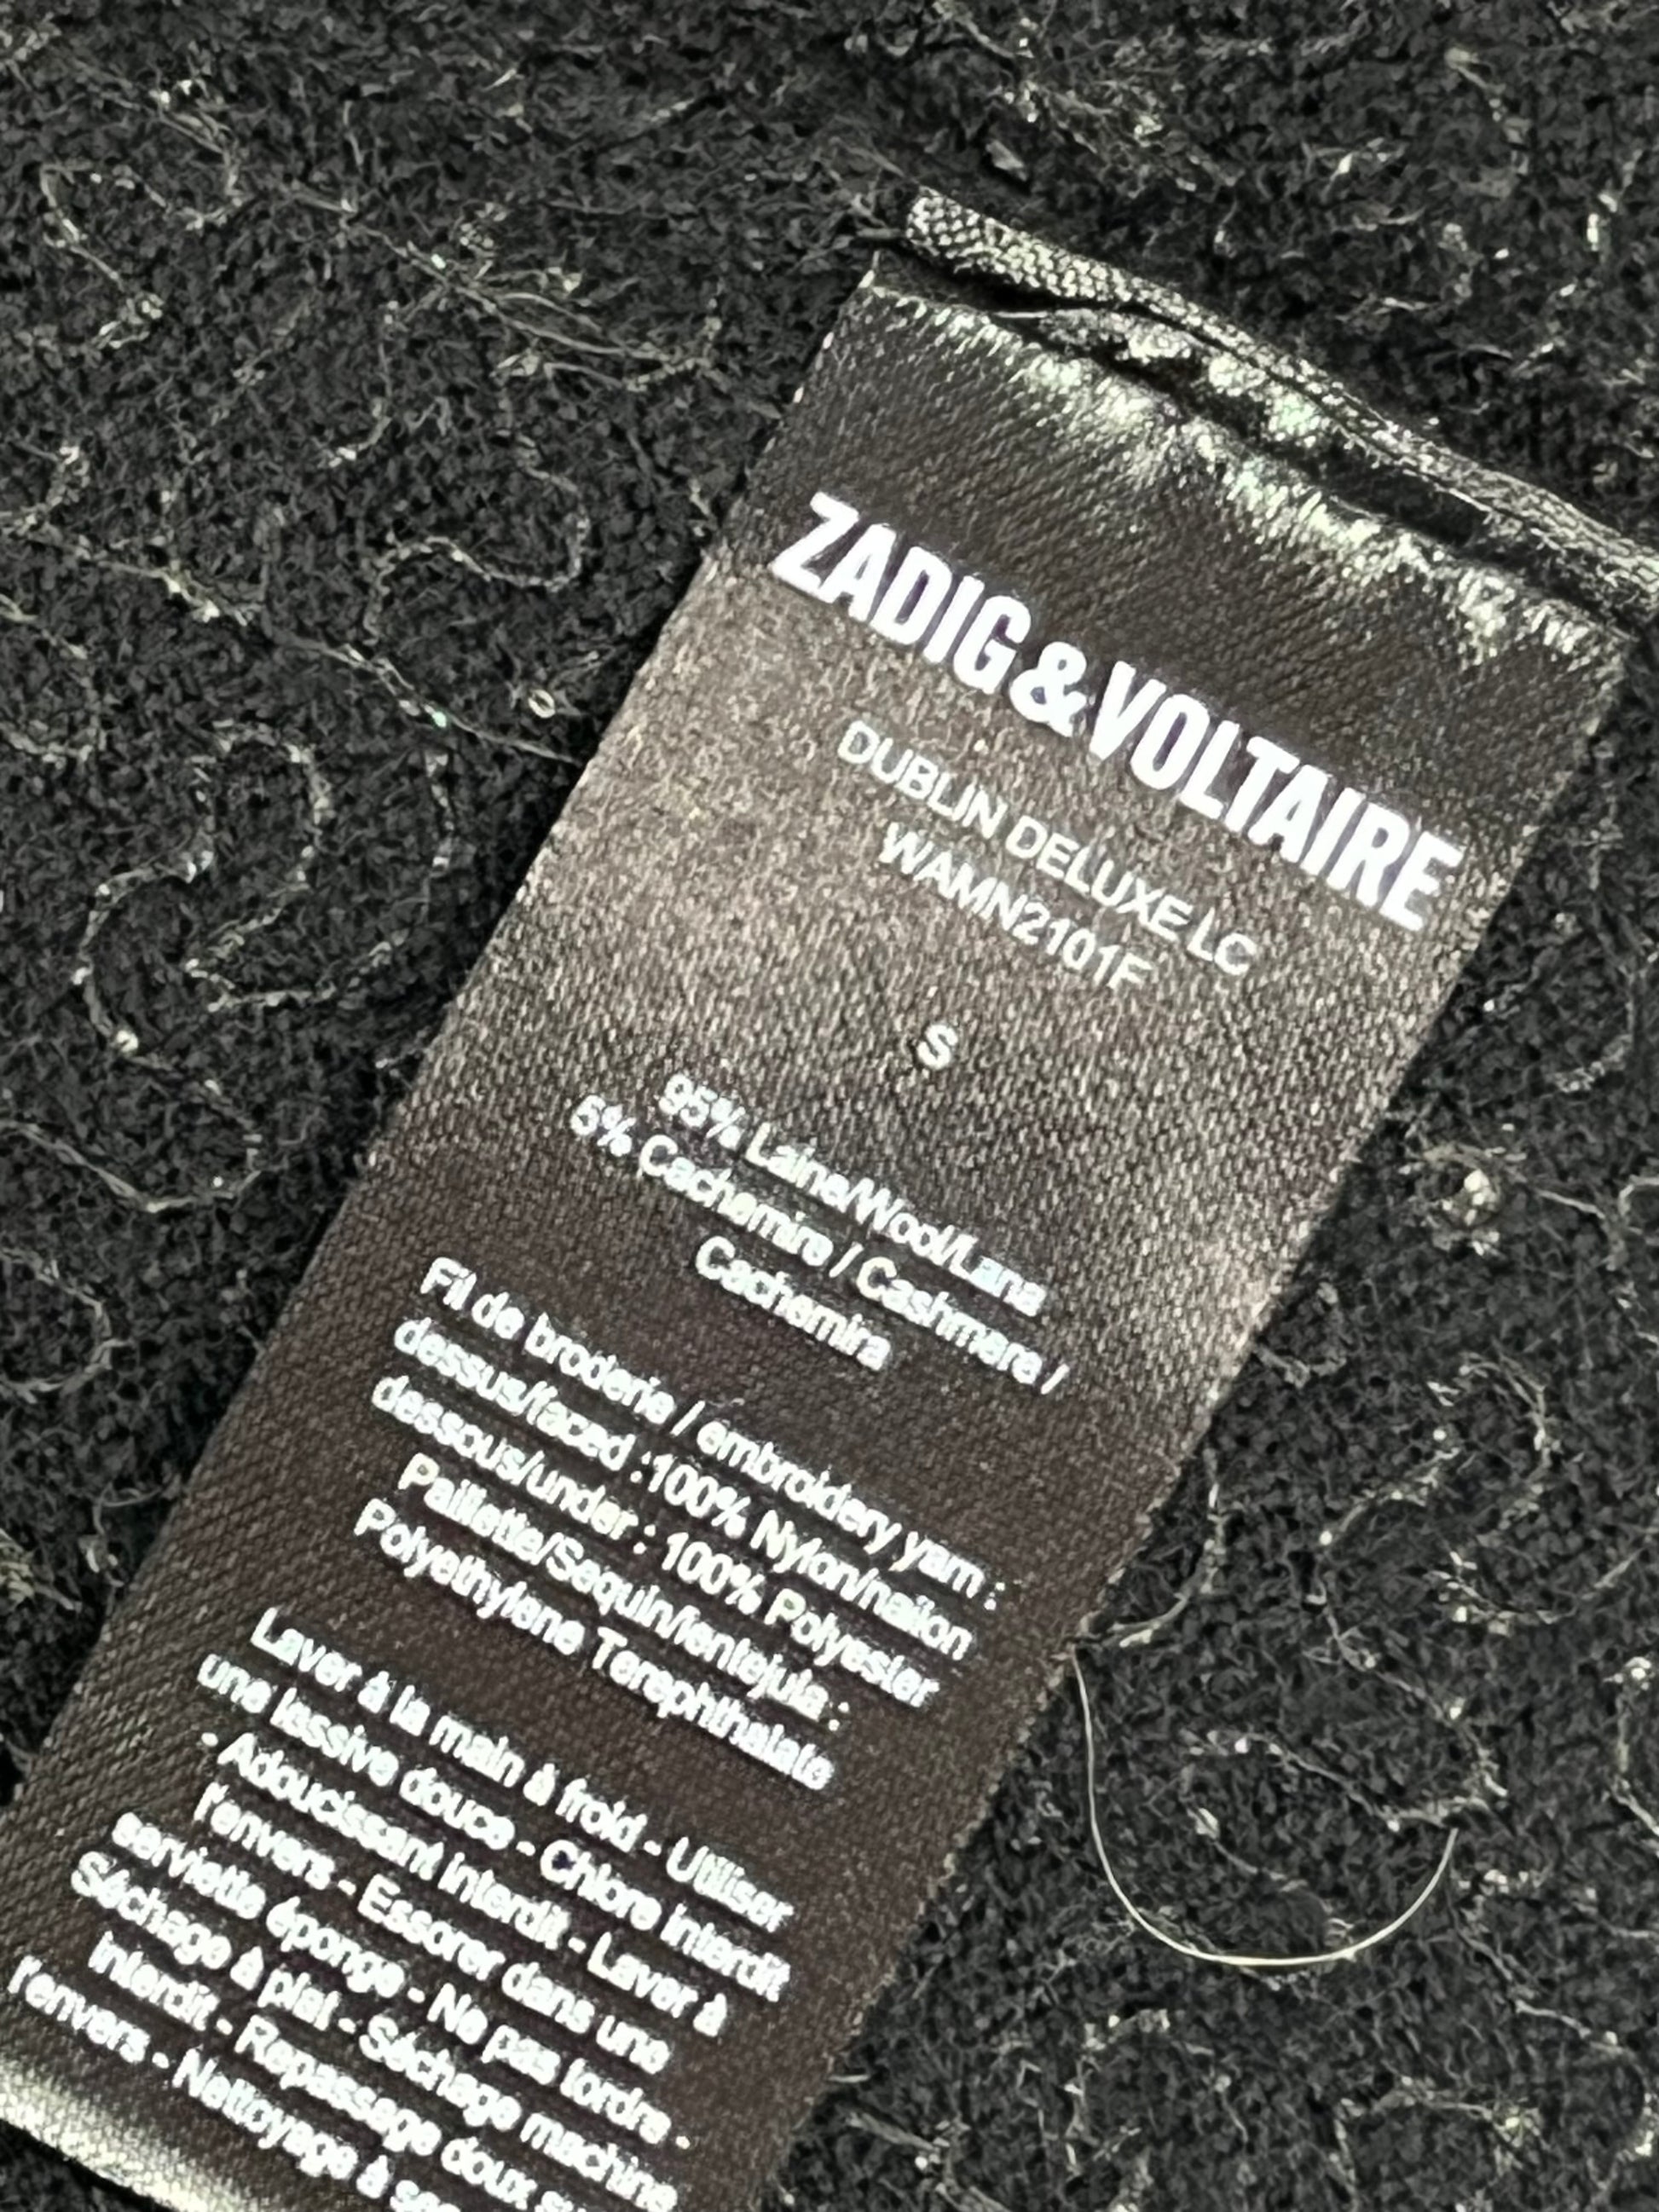 ZADIG&VOLTAIRE
DUBLIN DELUXE LC
WAMN2101F
S
95% Laine/Wool/Lana
5% Cachemire / Cashmere /
Cachemira
Fil de broderie / embroidery yarn :
dessus/faced :100% Nylon/nailon
dessous/under : 100% Polyester
Paillette/Sequin/lentejula :
Polyethylene Terephthalate
Laver à la main à froid - Utiliser
une lessive douce - Chlore interdit
- Adoucissant interdit - Laver à
l'envers - Essorer dans une
serviette éponge - Ne pas tordre -
Séchage à plat - Séchage machine
interdit - Repassage doux su
l'envers - Nettoyage à sec